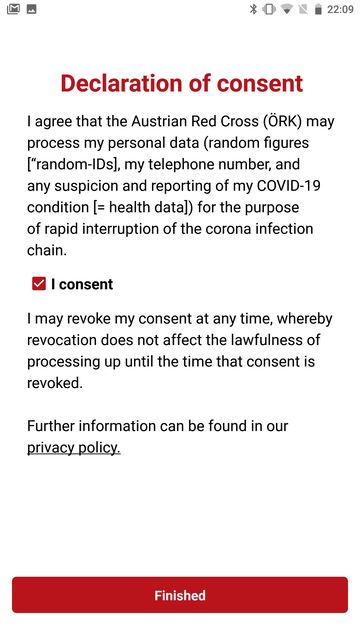 22:09
Declaration of consent
I agree that the Austrian Red Cross (ÖRK) may
process my personal data (random figures
[“random-IDs], my telephone number, and
any suspicion and reporting of my COVID-19
condition [= health data]) for the purpose
of rapid interruption of the corona infection
chain.
I consent
I may revoke my consent at any time, whereby
revocation does not affect the lawfulness of
processing up until the time that consent is
revoked.
Further information can be found in our
privacy policy.
Finished